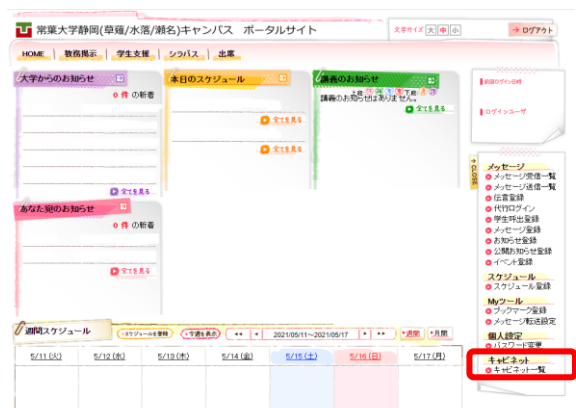 常葉大学静岡(草薙/水落/瀬名)キャンパス ポータルサイト
文字サイズ 大 中 小
ログアウト
HOME 教務掲示 学生支援 シラバス 出席
大学からのお知らせ
0 件 の新着
全てを見る
本日のスケジュール
全てを見る
全てを見る
講義のお知らせ
講義のお知らせはありません。
全てを見る
あなた宛のお知らせ
0 件 の新着
全てを見る
前回ログイン日時
ログインユーザ
CLOSE
メッセージ
メッセージ受信一覧
メッセージ送信一覧
伝言登録
代行ログイン
学生呼出登録
メッセージ登録
お知らせ登録
公開お知らせ登録
イベント登録
スケジュール
スケジュール登録
Myツール
ブックマーク登録
メッセージ転送設定
個人設定
パスワード変更
キャビネット
キャビネット一覧
週間スケジュール
スケジュールを登録 今週を表示 2021/05/11~2021/05/17 週間 月間
5/11 (火) 5/12 (水) 5/13 (木) 5/14 (金) 5/15 (土) 5/16 (日) 5/17 (月)